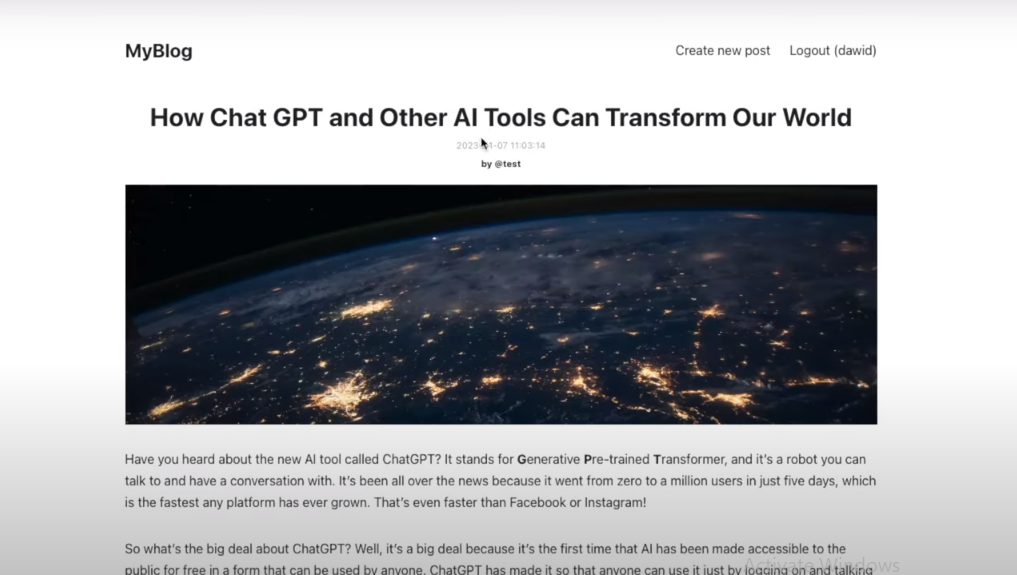 MyBlog
Create new post Logout (dawid)
How Chat GPT and Other AI Tools Can Transform Our World
2023-01-07 11:03:14
by @test
Have you heard about the new AI tool called ChatGPT? It stands for Generative Pre-trained Transformer, and it's a robot you can
talk to and have a conversation with. It's been all over the news because it went from zero to a million users in just five days, which
is the fastest any platform has ever grown. That's even faster than Facebook or Instagram!
So what's the big deal about ChatGPT? Well, it's a big deal because it's the first time that AI has been made accessible to the
public for free in a form that can be used by anyone. ChatGPT has made it so that anyone can use it just by logging on and talking
Activate Windows